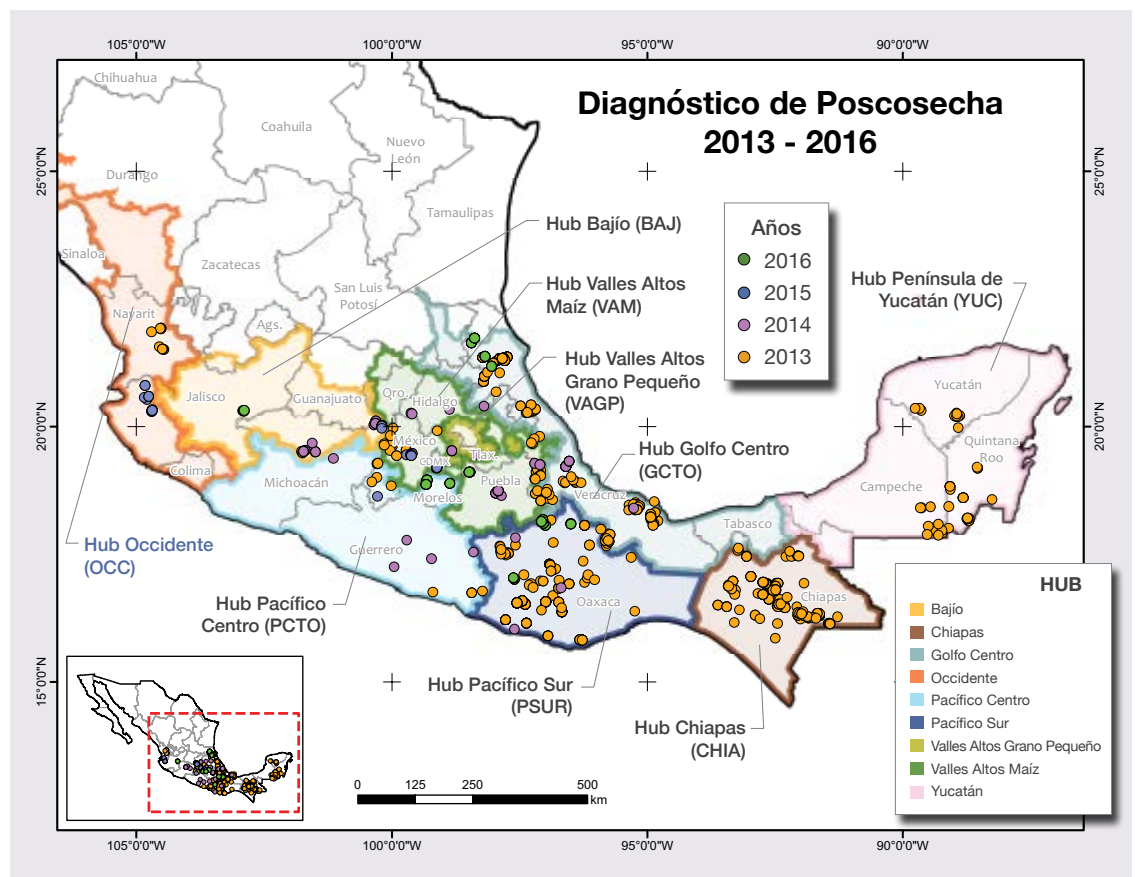 105°0'0"W
100°0'0"W
95°0'0"W
90°0'0"W
Diagnóstico de Poscosecha
2013 - 2016
Chihuahua
Coahuila
Nuevo
León
25°0'0"N
25°0'0"N
Durango
Tamaulipas
Sinaloa
Zacatecas
San Luis
Potosí
Hub Bajío (BAJ)
Años
2016
2015
2014
2013
Hub Península de
Yucatán (YUC)
Hub Valles Altos
Maíz (VAM)
Nayarit
Ags.
Hub Valles Altos
Grano Pequeño
(VAGP)
Yucatán
Jalisco
Guanajuato
Qro.
Hidalgo
20°0'0"N
20°0'0"N
México
CDMX
Tlax.
Hub Golfo Centro
(GCTO)
Quintana
Roo
Colima
Michoacán
Morelos
Puebla
Veracruz
Campeche
Tabasco
Hub Occidente
(OCC)
Guerrero
Hub Pacífico
Centro (PCTO)
Oaxaca
Chiapas
HUB
Bajío
Chiapas
Golfo Centro
Occidente
Pacífico Centro
Pacífico Sur
Valles Altos Grano Pequeño
Valles Altos Maíz
Yucatán
15°0'0"N
Hub Pacífico Sur
(PSUR)
Hub Chiapas
(CHIA)
0 125 250 500
km
105°0'0"W
100°0'0"W
95°0'0"W
90°0'0"W